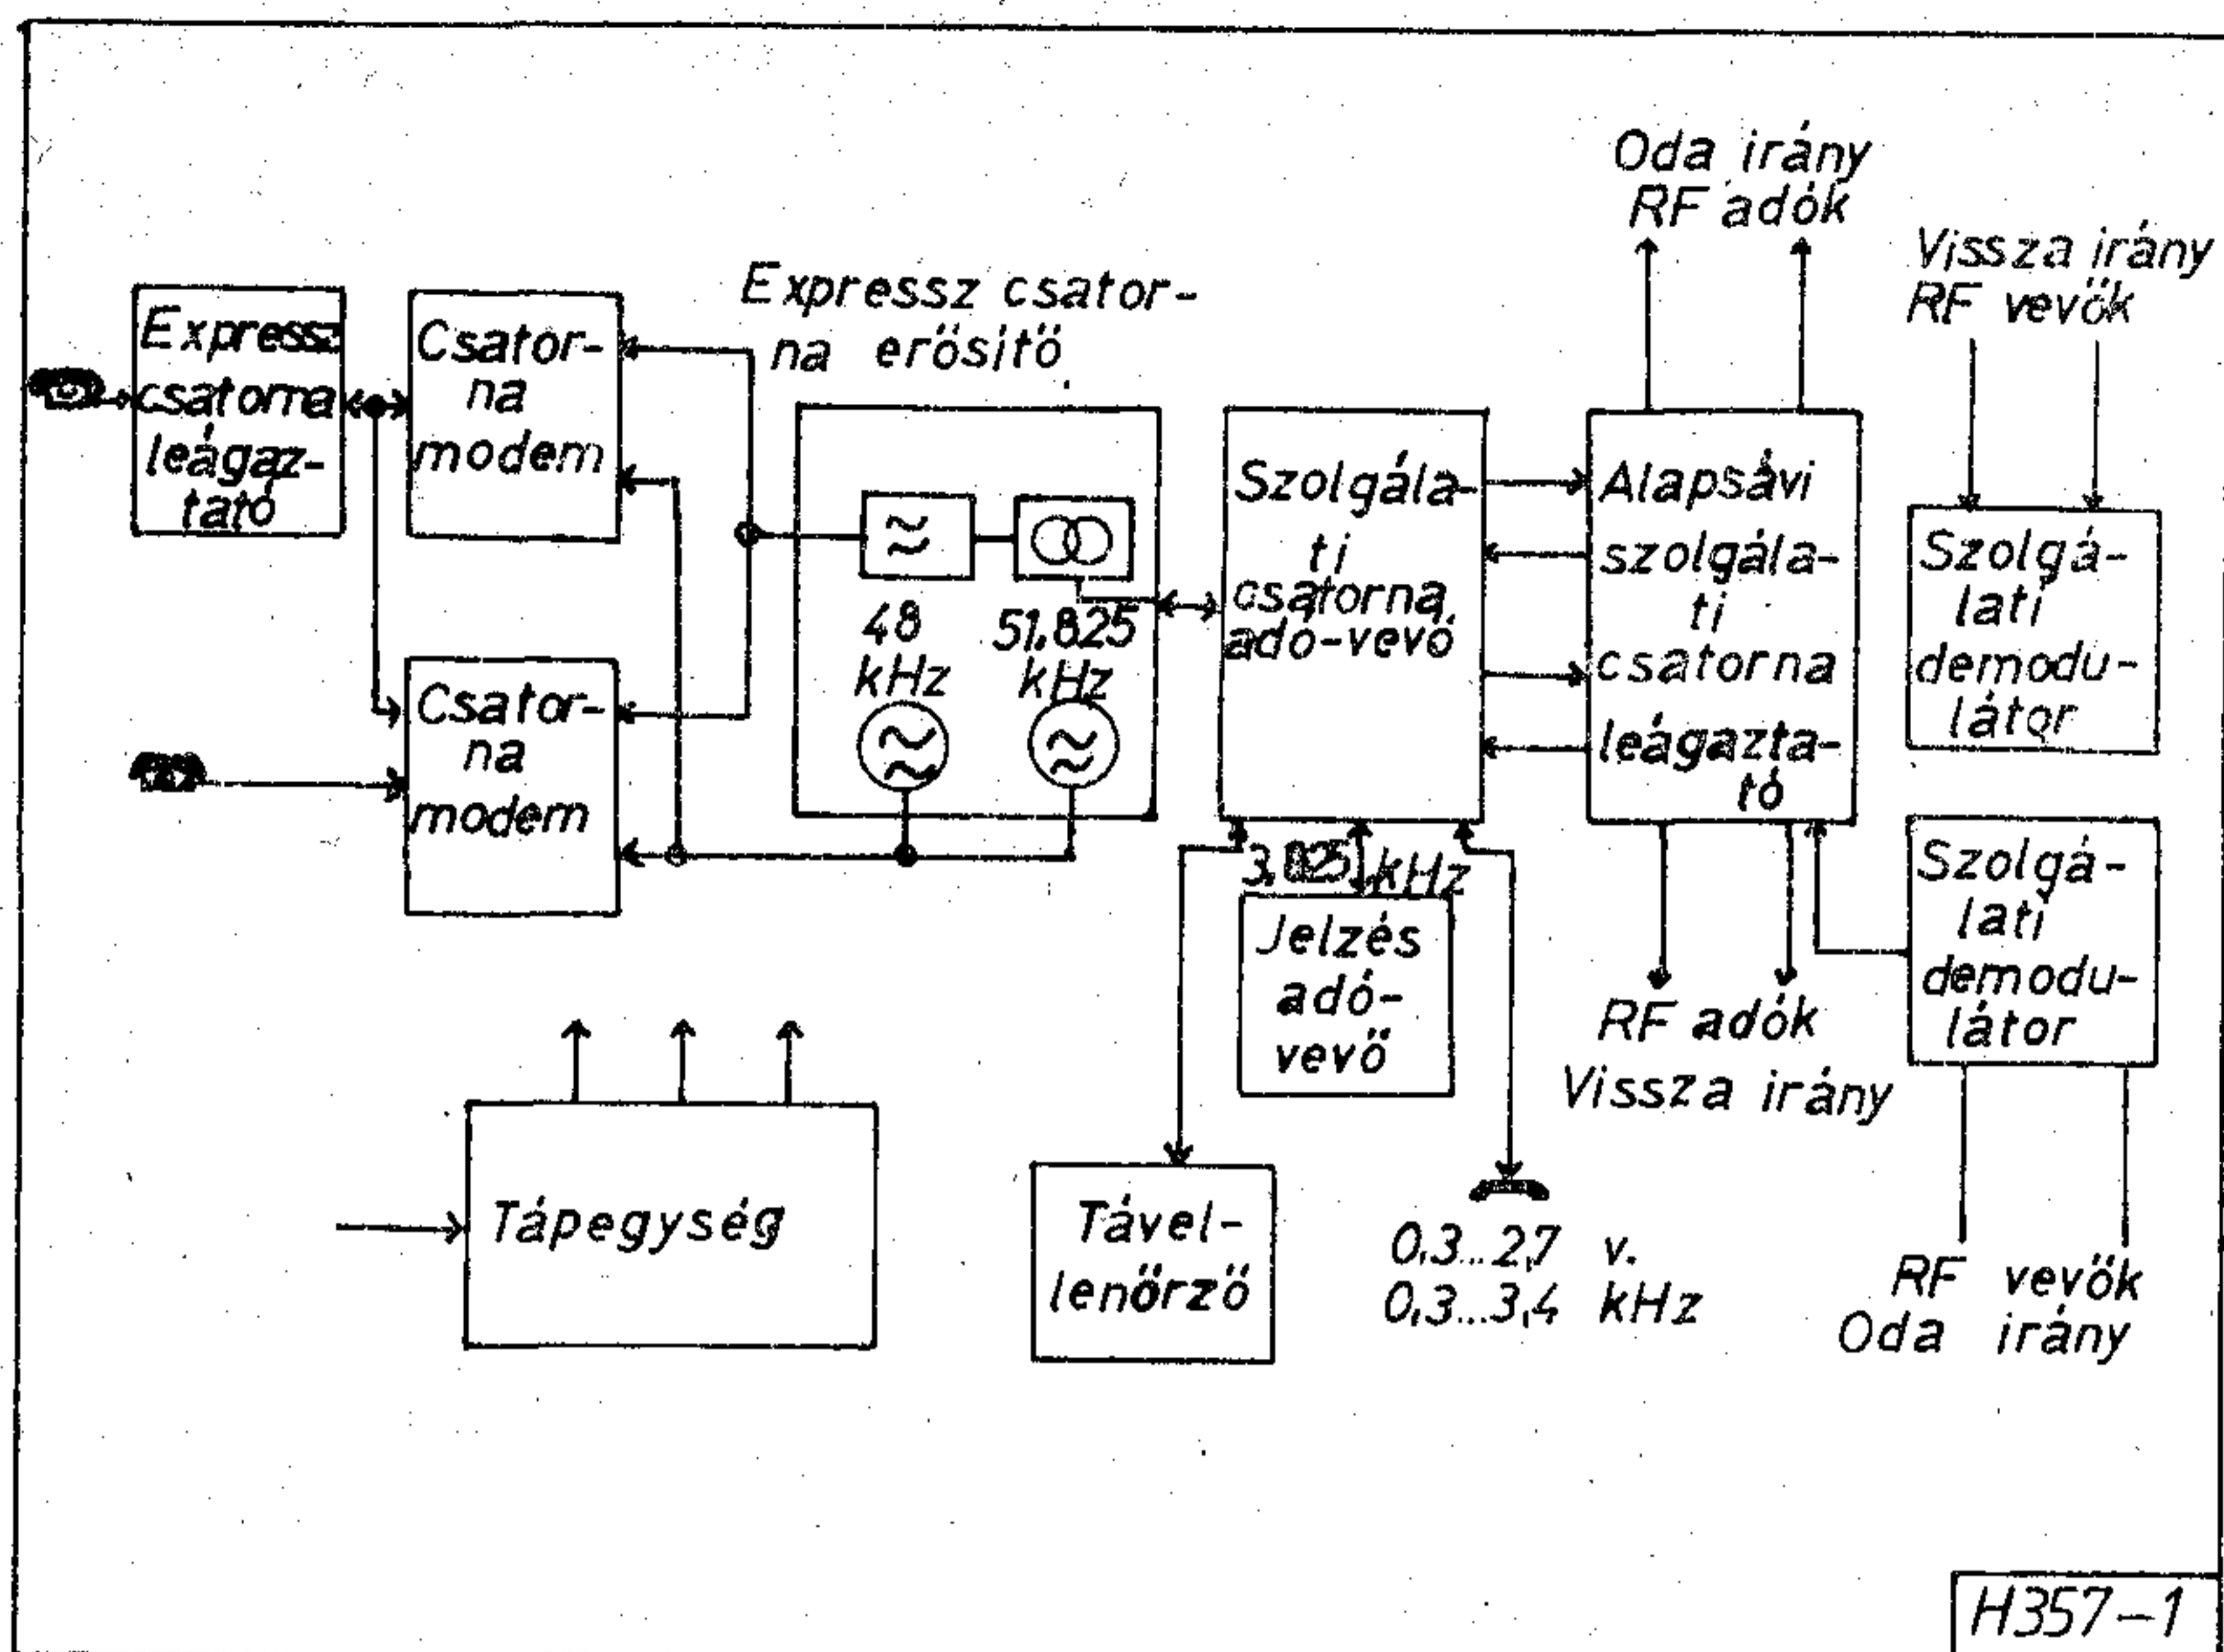 Oda irány
RF adók
Vissza irány
RF vevők
Expressz
csatorna
leágaz-
tató
Csator-
na
modem
Expressz csator-
na erősítő
48
kHz
51.825
kHz
Szolgála-
ti
csatorna
adó-vevő
Alapsávi
szolgála-
ti
csatorna
leágazta-
tó
Szolgá-
lati
demodu-
látor
Csator-
na
modem
3,825 kHz
Jelzés
adó-
vevő
Szolgá-
lati
demodu-
látor
RF adók
Vissza irány
Tápegység
Tável-
lenőrző
0,3...2,7 v.
0,3...3,4 kHz
RF vevők
Oda irány
H357-1